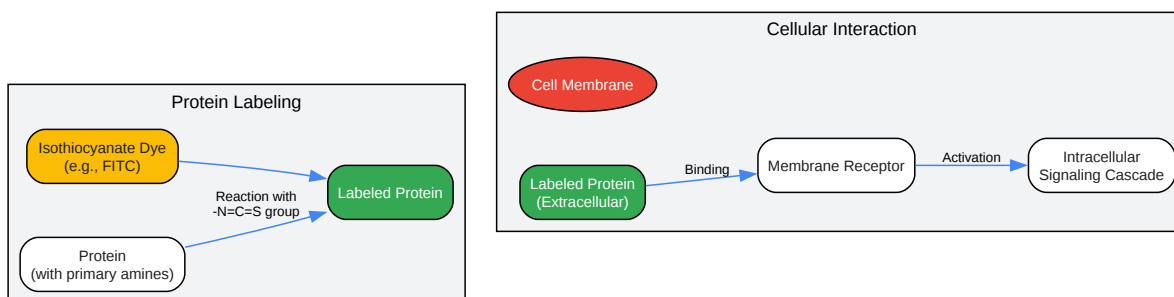 Protein Labeling
Isothiocyanate Dye
(e.g., FITC)
Labeled Protein
Reaction with
-N=C=S group
Protein
(with primary amines)
Cellular Interaction
Cell Membrane
Labeled Protein
(Extracellular)
Binding
Membrane Receptor
Activation
Intracellular
Signaling Cascade